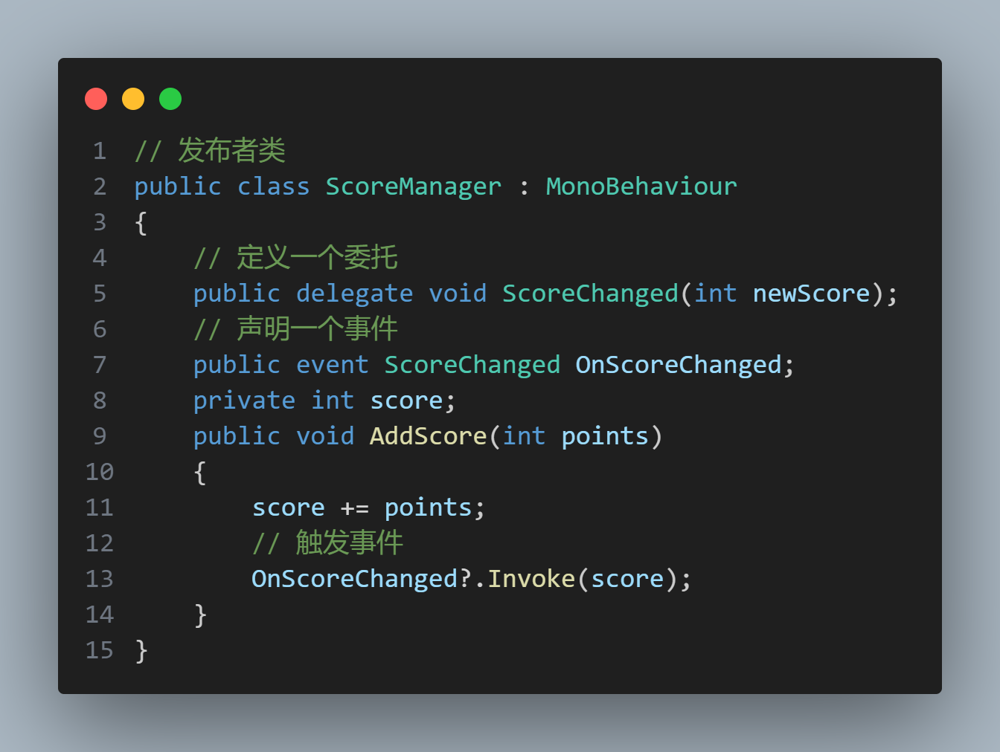 1 // 发布者类
2 public class ScoreManager : MonoBehaviour
3 {
4     // 定义一个委托
5     public delegate void ScoreChanged(int newScore);
6     // 声明一个事件
7     public event ScoreChanged OnScoreChanged;
8     private int score;
9     public void AddScore(int points)
10     {
11         score += points;
12         // 触发事件
13         OnScoreChanged?.Invoke(score);
14     }
15 }